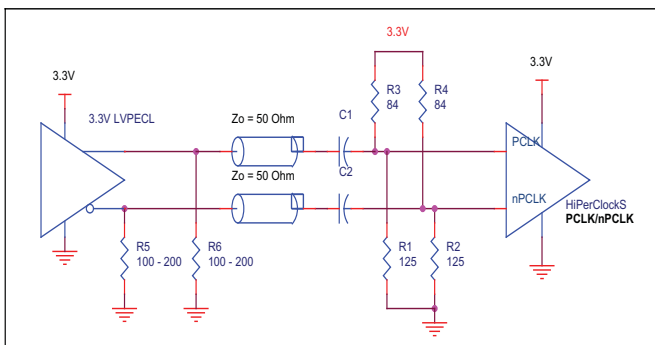 3.3V
3.3V
3.3V
R3
84
R4
84
3.3V LVPECL
Zo = 50 Ohm
C1
PCLK
Zo = 50 Ohm
C2
nPCLK
HiPerClockS
PCLK/nPCLK
R5
100 - 200
R6
100 - 200
R1
125
R2
125